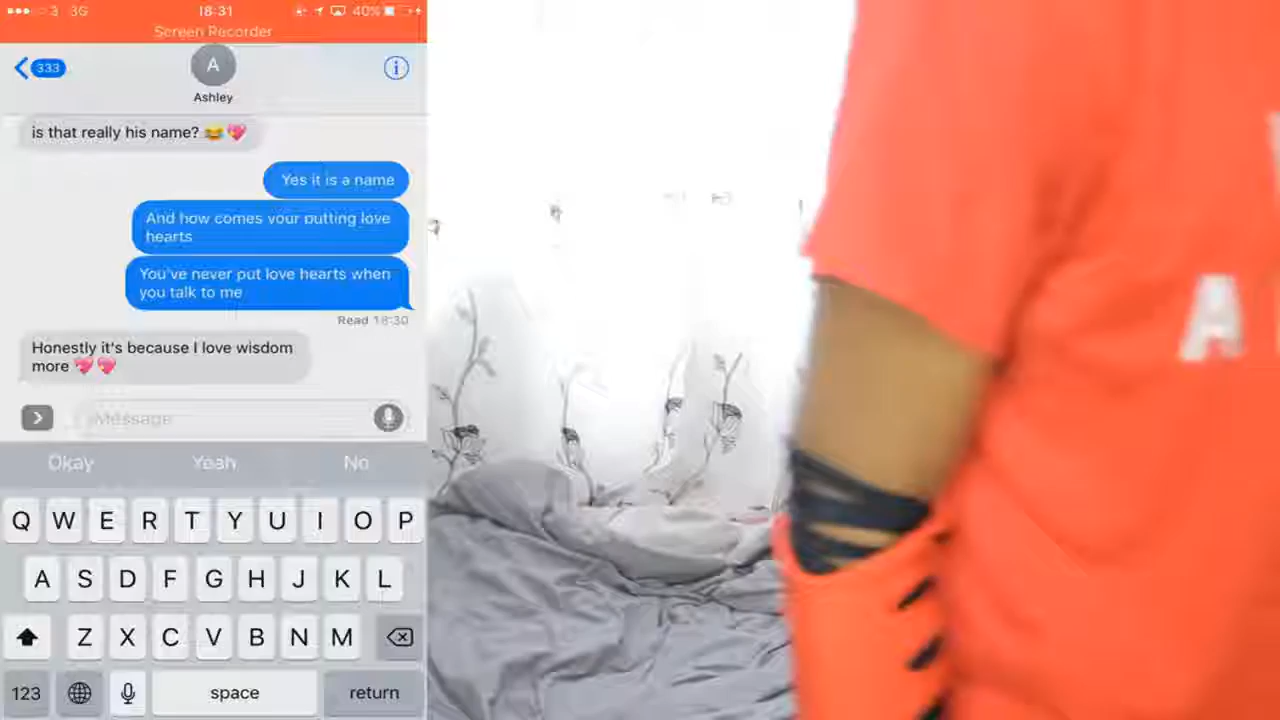 3 3G 18:31 40%
Screen Recorder
333
A
Ashley
is that really his name? 😂💖
Yes it is a name
And how comes your putting love
hearts
You've never put love hearts when
you talk to me
Read 18:30
Honestly it's because I love wisdom
more 💖💖
iMessage
Okay Yeah No
Q W E R T Y U I O P
A S D F G H J K L
Z X C V B N M
123 space return
A